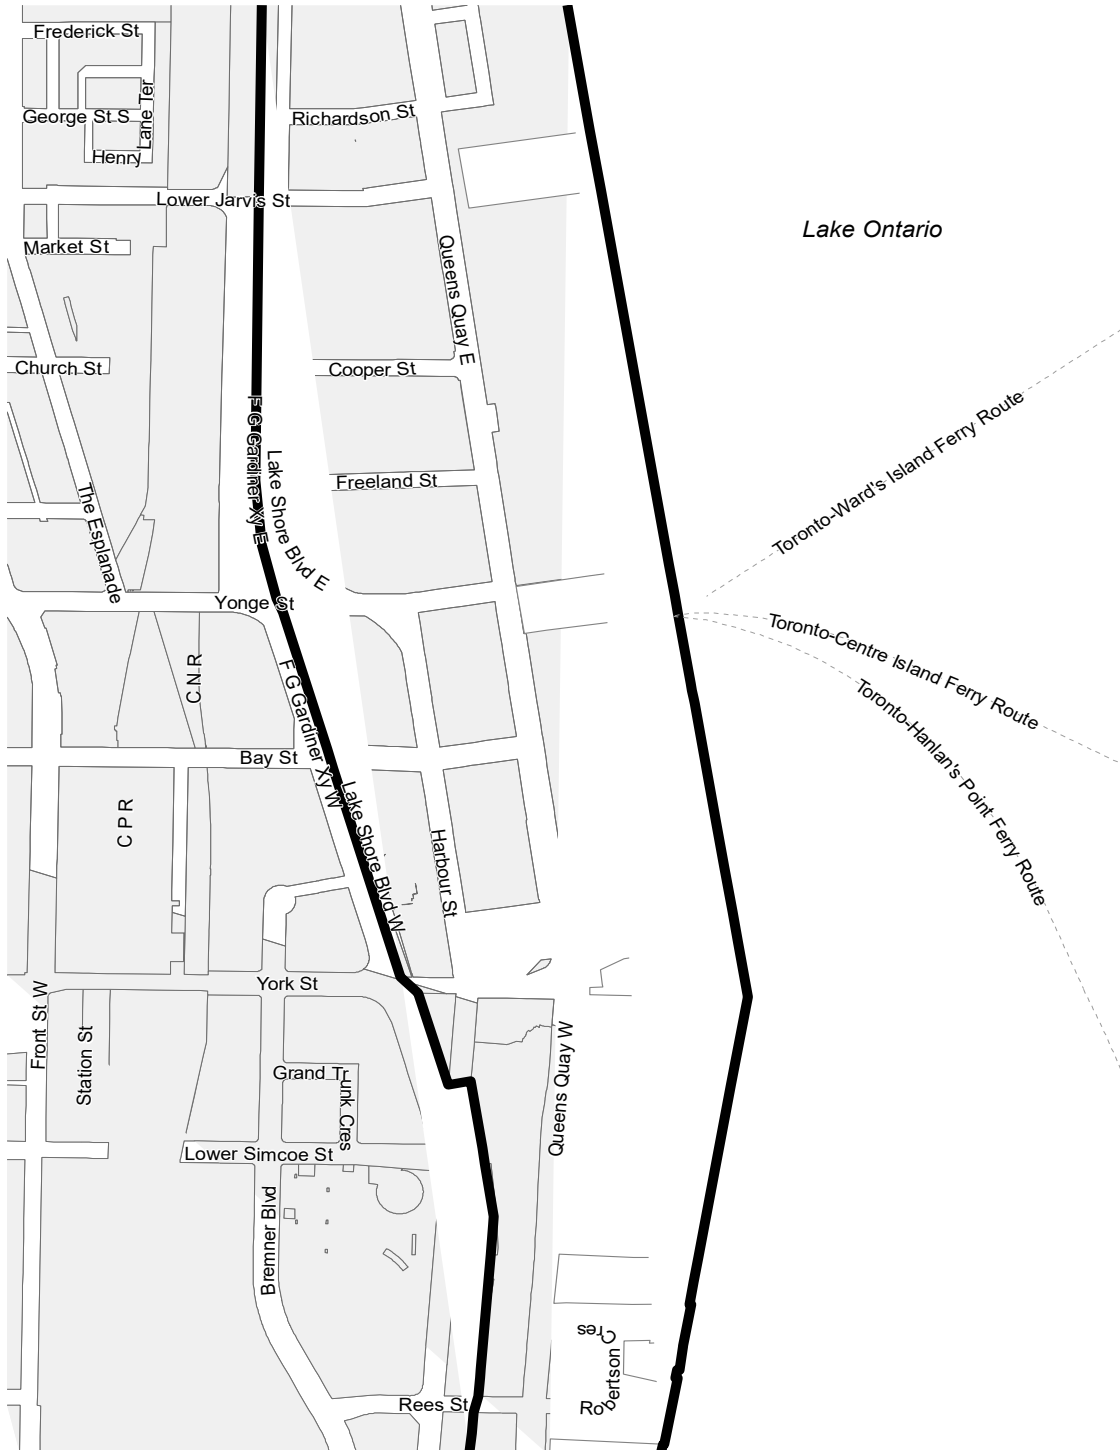 Frederick St
George St S
Lane Ter
Henry
Richardson St
Lower Jarvis St
Lake Ontario
Market St
Queens Quay E
Church St
Cooper St
F G Gardiner Xy E
Lake Shore Blvd E
Freeland St
The Esplanade
Toronto-Ward's Island Ferry Route
Yonge St
Toronto-Centre Island Ferry Route
C N R
F G Gardiner Xy W
Toronto-Hanlan's Point Ferry Route
Bay St
Lake Shore Blvd W
C P R
Harbour St
York St
Front St W
Station St
Queens Quay W
Grand Trunk Cres
Lower Simcoe St
Bremner Blvd
Robertson Cres
Rees St